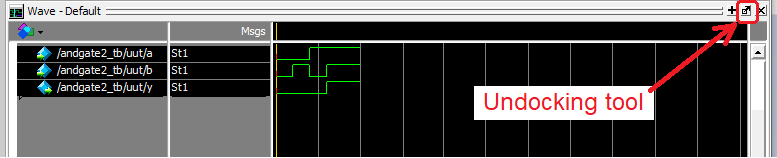 Wave - Default
Msgs
/andgate2_tb/uut/a St1
/andgate2_tb/uut/b St1
/andgate2_tb/uut/y St1
Undocking tool